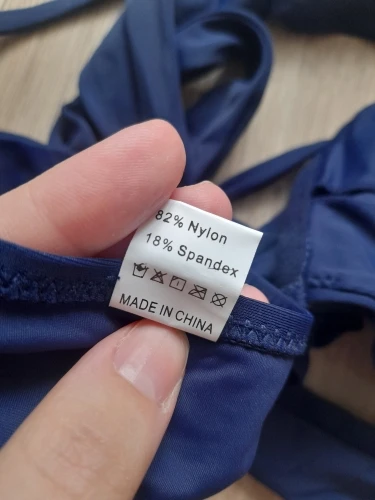 82% Nylon
18% Spandex
MADE IN CHINA